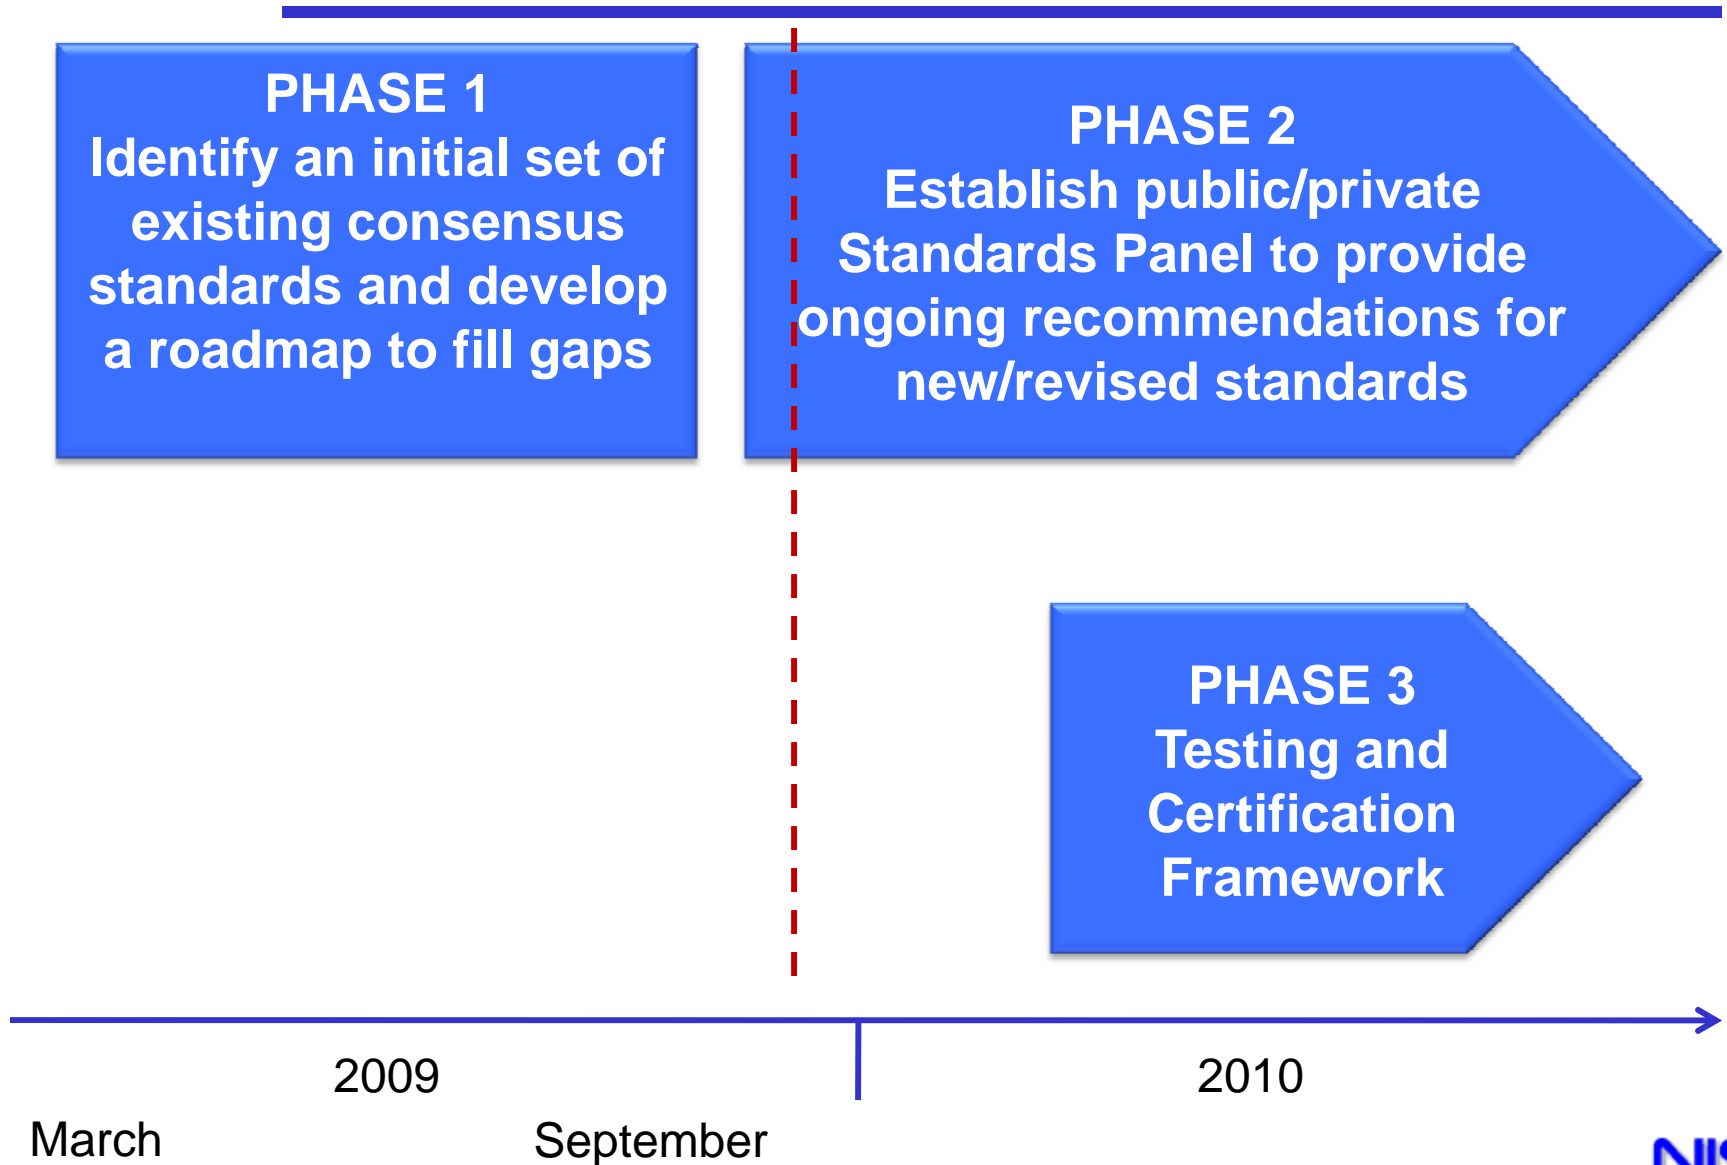 PHASE 1
Identify an initial set of
existing consensus
standards and develop
a roadmap to fill gaps
PHASE 2
Establish public/private
Standards Panel to provide
ongoing recommendations for
new/revised standards
PHASE 3
Testing and
Certification
Framework
2009
2010
March
September